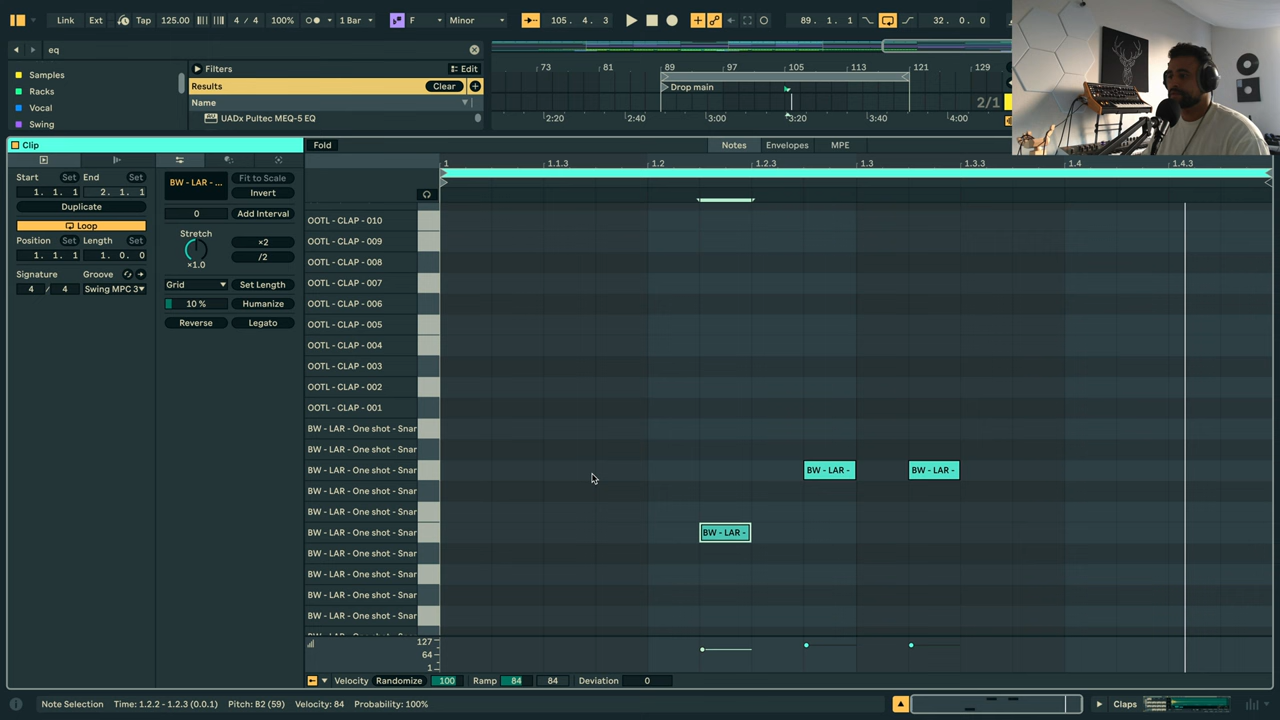 Link Ext Tap 125.00 4 / 4 100% 1 Bar F Minor 105. 4. 3 89. 1. 1 32. 0. 0
eq
Samples
Racks
Vocal
Swing
Filters Edit
Results Clear
Name
UADx Pultec MEQ-5 EQ
73 81 89 97 105 113 121 129
Drop main
2/1
2:20 2:40 3:00 3:20 3:40 4:00
Clip
Start Set End Set
1. 1. 1 2. 1. 1
Duplicate
Loop
Position Set Length Set
1. 1. 1 1. 0. 0
Signature Groove
4 / 4 Swing MPC 3
BW - LAR - ... Fit to Scale
Invert
0 Add Interval
Stretch
×2
/2
×1.0
Grid Set Length
10 % Humanize
Reverse Legato
Fold Notes Envelopes MPE
1 1.1.3 1.2 1.2.3 1.3 1.3.3 1.4 1.4.3
OOTL - CLAP - 010
OOTL - CLAP - 009
OOTL - CLAP - 008
OOTL - CLAP - 007
OOTL - CLAP - 006
OOTL - CLAP - 005
OOTL - CLAP - 004
OOTL - CLAP - 003
OOTL - CLAP - 002
OOTL - CLAP - 001
BW - LAR - One shot - Snar
BW - LAR - One shot - Snar
BW - LAR - One shot - Snar BW - LAR - BW - LAR -
BW - LAR - One shot - Snar
BW - LAR - One shot - Snar
BW - LAR - One shot - Snar BW - LAR -
BW - LAR - One shot - Snar
BW - LAR - One shot - Snar
BW - LAR - One shot - Snar
BW - LAR - One shot - Snar
127
64
1
Velocity Randomize 100 Ramp 84 84 Deviation 0
Note Selection Time: 1.2.2 - 1.2.3 (0.0.1) Pitch: B2 (59) Velocity: 84 Probability: 100% Claps